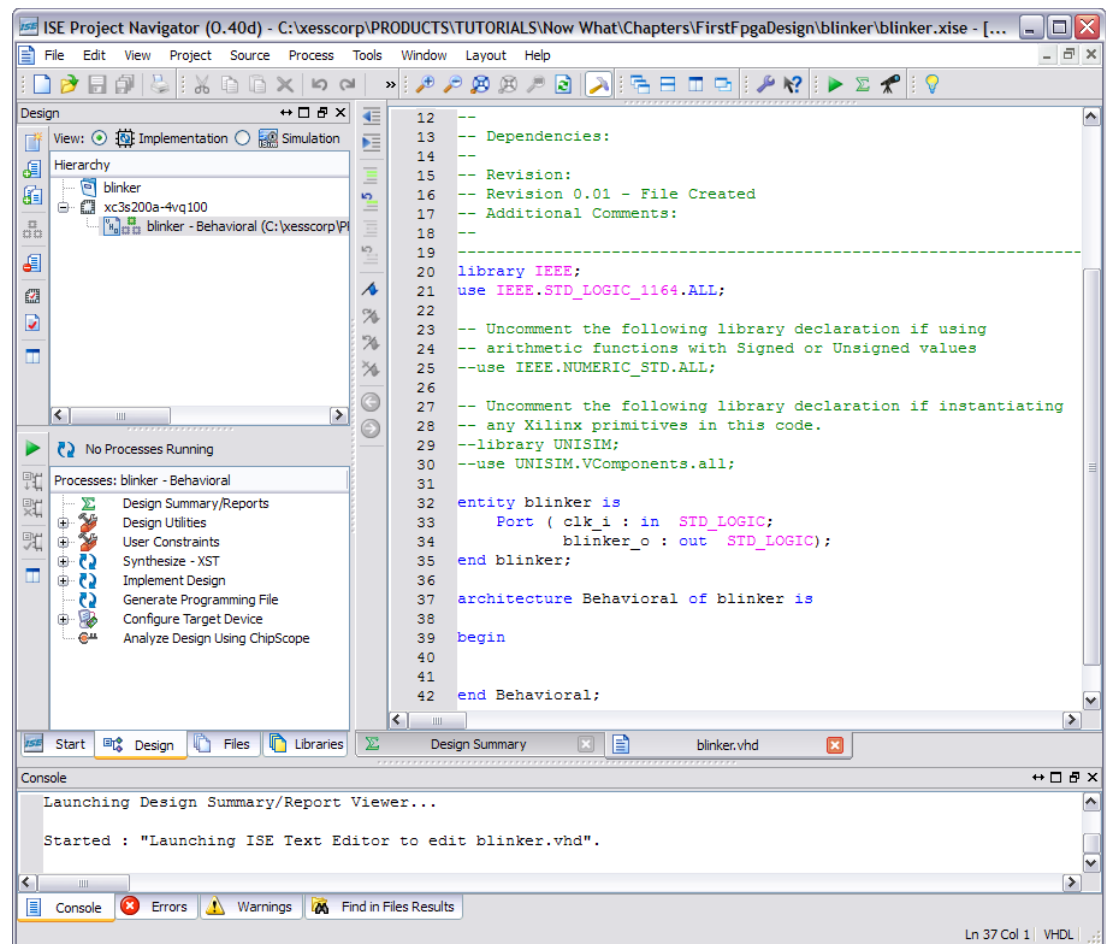 ISE Project Navigator (0.40d) - C:\xesscorp\PRODUCTS\TUTORIALS\Now What\Chapters\FirstFpgaDesign\blinker\blinker.xise - [...
File Edit View Project Source Process Tools Window Layout Help
Design
View: Implementation Simulation
Hierarchy
blinker
xc3s200a-4vq100
blinker - Behavioral (C:\xesscorp\P
No Processes Running
Processes: blinker - Behavioral
Design Summary/Reports
Design Utilities
User Constraints
Synthesize - XST
Implement Design
Generate Programming File
Configure Target Device
Analyze Design Using ChipScope
Start Design Files Libraries
12 --
13 -- Dependencies:
14 --
15 -- Revision:
16 -- Revision 0.01 - File Created
17 -- Additional Comments:
18 --
19 ----------------------------------------------------------------------------------
20 library IEEE;
21 use IEEE.STD_LOGIC_1164.ALL;
22
23 -- Uncomment the following library declaration if using
24 -- arithmetic functions with Signed or Unsigned values
25 --use IEEE.NUMERIC_STD.ALL;
26
27 -- Uncomment the following library declaration if instantiating
28 -- any Xilinx primitives in this code.
29 --library UNISIM;
30 --use UNISIM.VComponents.all;
31
32 entity blinker is
33 Port ( clk_i : in STD_LOGIC;
34 blinker_o : out STD_LOGIC);
35 end blinker;
36
37 architecture Behavioral of blinker is
38
39 begin
40
41
42 end Behavioral;
Design Summary blinker.vhd
Console
Launching Design Summary/Report Viewer...
Started : "Launching ISE Text Editor to edit blinker.vhd".
Console Errors Warnings Find in Files Results
Ln 37 Col 1 VHDL